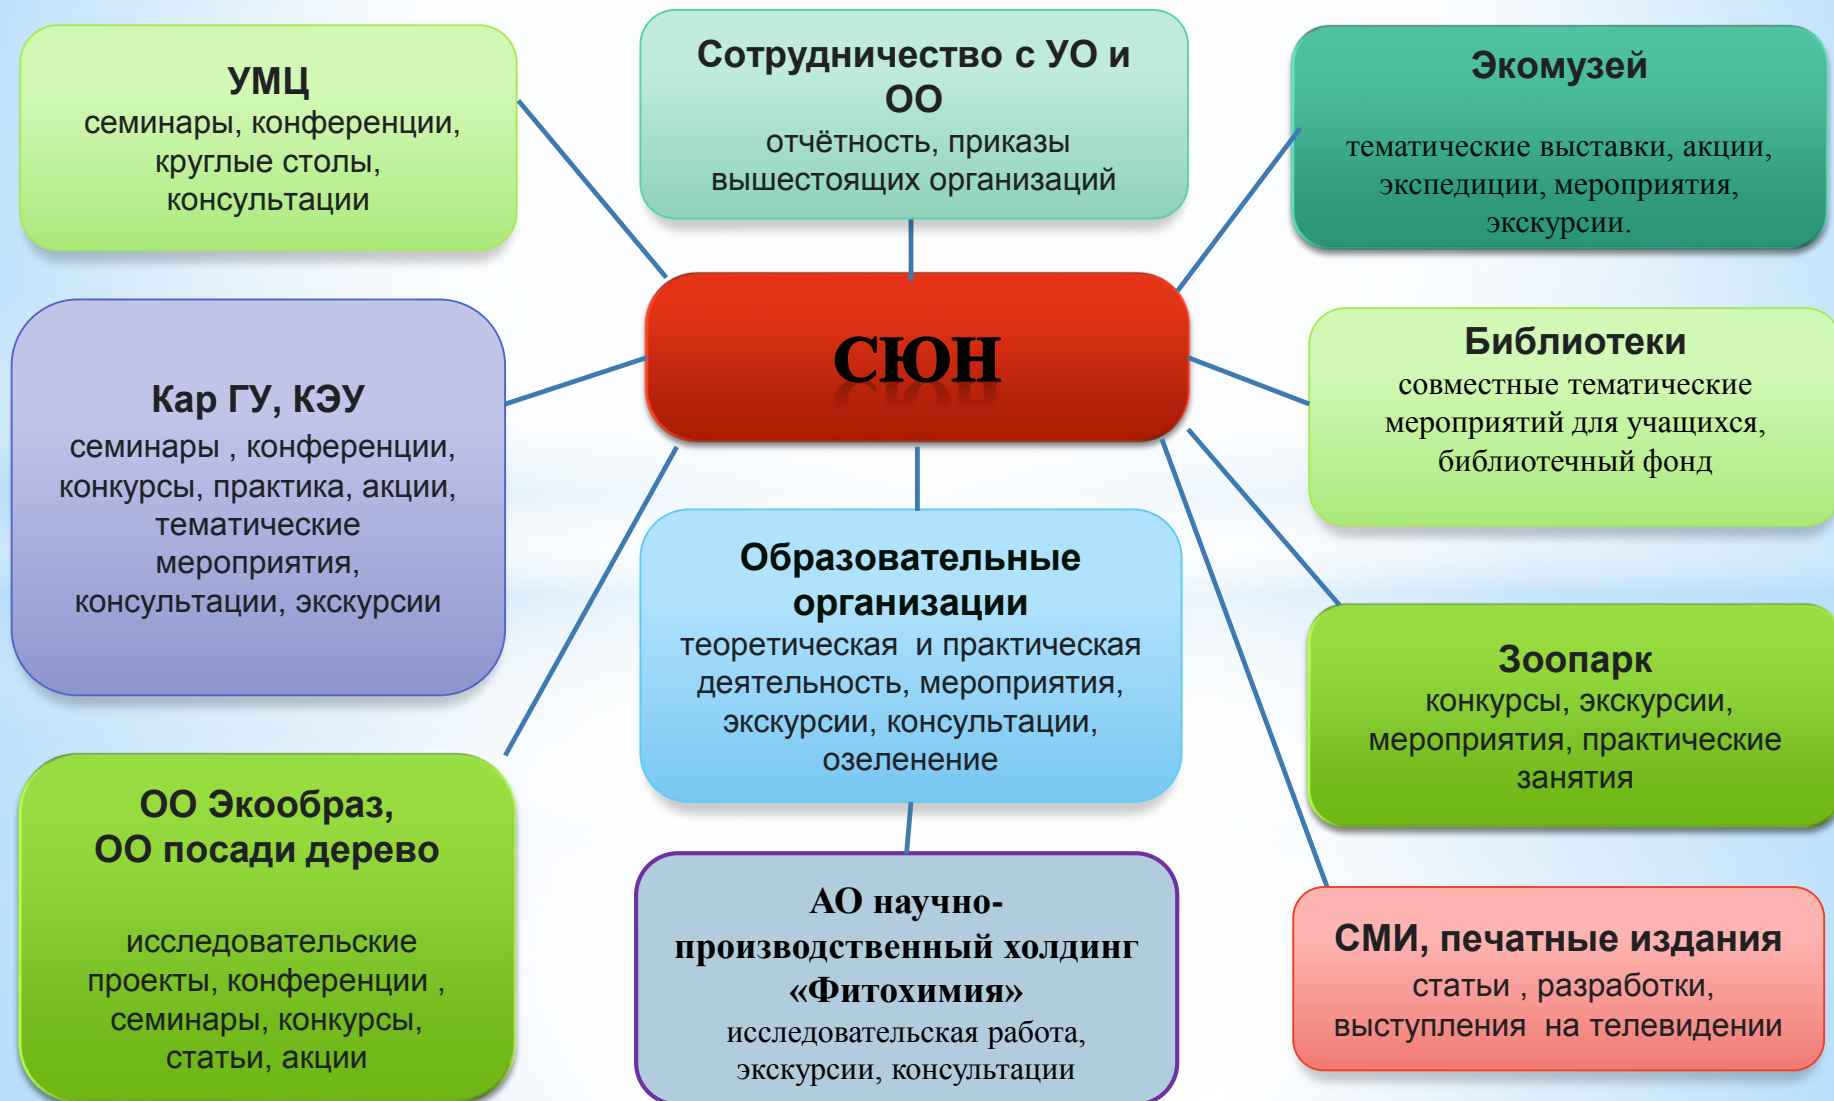 УМЦ
семинары, конференции,
круглые столы,
консультации
Сотрудничество с УО и
ОО
отчётность, приказы
вышестоящих организаций
Экомузей
тематические выставки, акции,
экспедиции, мероприятия,
экскурсии.
СЮН
Кар ГУ, КЭУ
семинары , конференции,
конкурсы, практика, акции,
тематические
мероприятия,
консультации, экскурсии
Библиотеки
совместные тематические
мероприятий для учащихся,
библиотечный фонд
Образовательные
организации
теоретическая и практическая
деятельность, мероприятия,
экскурсии, консультации,
озеленение
Зоопарк
конкурсы, экскурсии,
мероприятия, практические
занятия
ОО Экообраз,
ОО посади дерево
исследовательские
проекты, конференции ,
семинары, конкурсы,
статьи, акции
АО научно-
производственный холдинг
«Фитохимия»
исследовательская работа,
экскурсии, консультации
СМИ, печатные издания
статьи , разработки,
выступления на телевидении